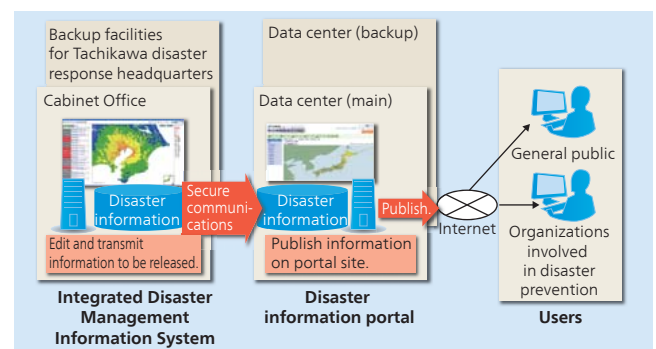 Backup facilities
for Tachikawa disaster
response headquarters
Cabinet Office
Disaster
information
Edit and transmit
information to be released.
Integrated Disaster
Management
Information System
Secure
communi-
cations
Data center (backup)
Data center (main)
Disaster
information
Publish information
on portal site.
Disaster
information portal
Publish.
Internet
General public
Organizations
involved
in disaster
prevention
Users